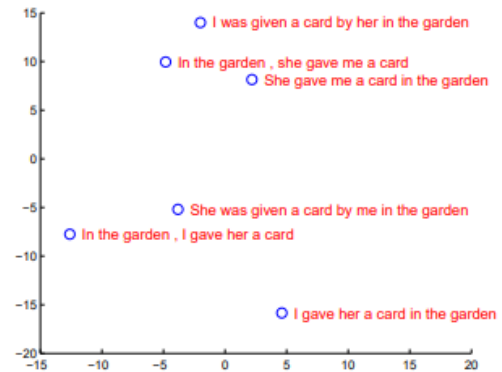 15
I was given a card by her in the garden
10
In the garden , she gave me a card
She gave me a card in the garden
5
0
−5
She was given a card by me in the garden
In the garden , I gave her a card
−10
−15
I gave her a card in the garden
−20
−15 −10 −5 0 5 10 15 20